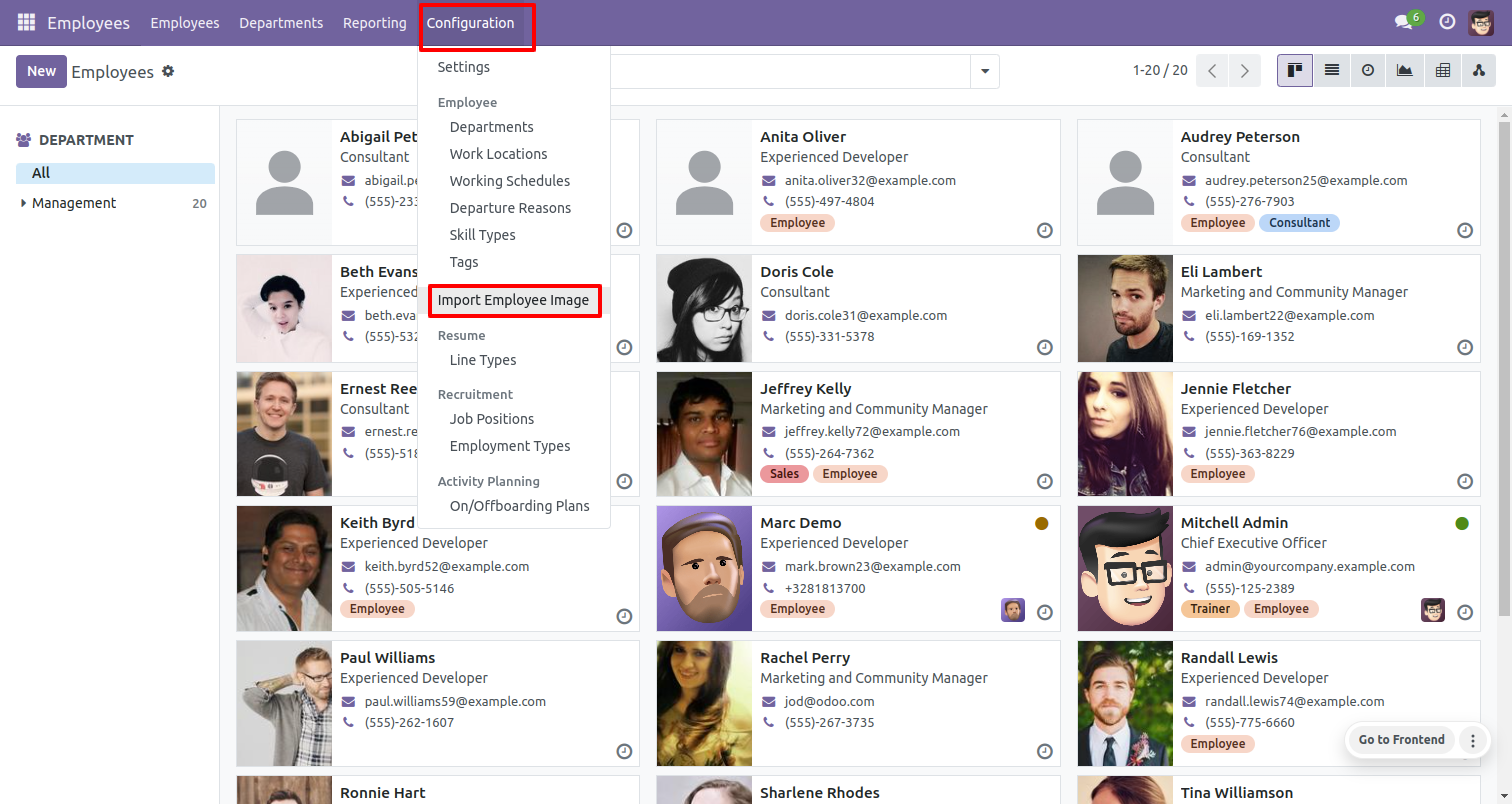 Employees Employees Departments Reporting Configuration 6
New Employees 1-20 / 20
Settings
Employee
Departments
Work Locations
Working Schedules
Departure Reasons
Skill Types
Tags
Import Employee Image
Resume
Line Types
Recruitment
Job Positions
Employment Types
Activity Planning
On/Offboarding Plans
DEPARTMENT
All
Management 20
Abigail Pet
Consultant
abigail.pe
(555)-233
Anita Oliver
Experienced Developer
anita.oliver32@example.com
(555)-497-4804
Employee
Audrey Peterson
Consultant
audrey.peterson25@example.com
(555)-276-7903
Employee Consultant
Beth Evans
Experienced
beth.eva
(555)-532
Doris Cole
Consultant
doris.cole31@example.com
(555)-331-5378
Eli Lambert
Marketing and Community Manager
eli.lambert22@example.com
(555)-169-1352
Ernest Ree
Consultant
ernest.re
(555)-518
Jeffrey Kelly
Marketing and Community Manager
jeffrey.kelly72@example.com
(555)-264-7362
Sales Employee
Jennie Fletcher
Experienced Developer
jennie.fletcher76@example.com
(555)-363-8229
Employee
Keith Byrd
Experienced Developer
keith.byrd52@example.com
(555)-505-5146
Employee
Marc Demo
Experienced Developer
mark.brown23@example.com
+3281813700
Employee
Mitchell Admin
Chief Executive Officer
admin@yourcompany.example.com
(555)-125-2389
Trainer Employee
Paul Williams
Experienced Developer
paul.williams59@example.com
(555)-262-1607
Rachel Perry
Marketing and Community Manager
jod@odoo.com
(555)-267-3735
Randall Lewis
Experienced Developer
randall.lewis74@example.com
(555)-775-6660
Employee
Go to Frontend
Ronnie Hart
Sharlene Rhodes
Tina Williamson